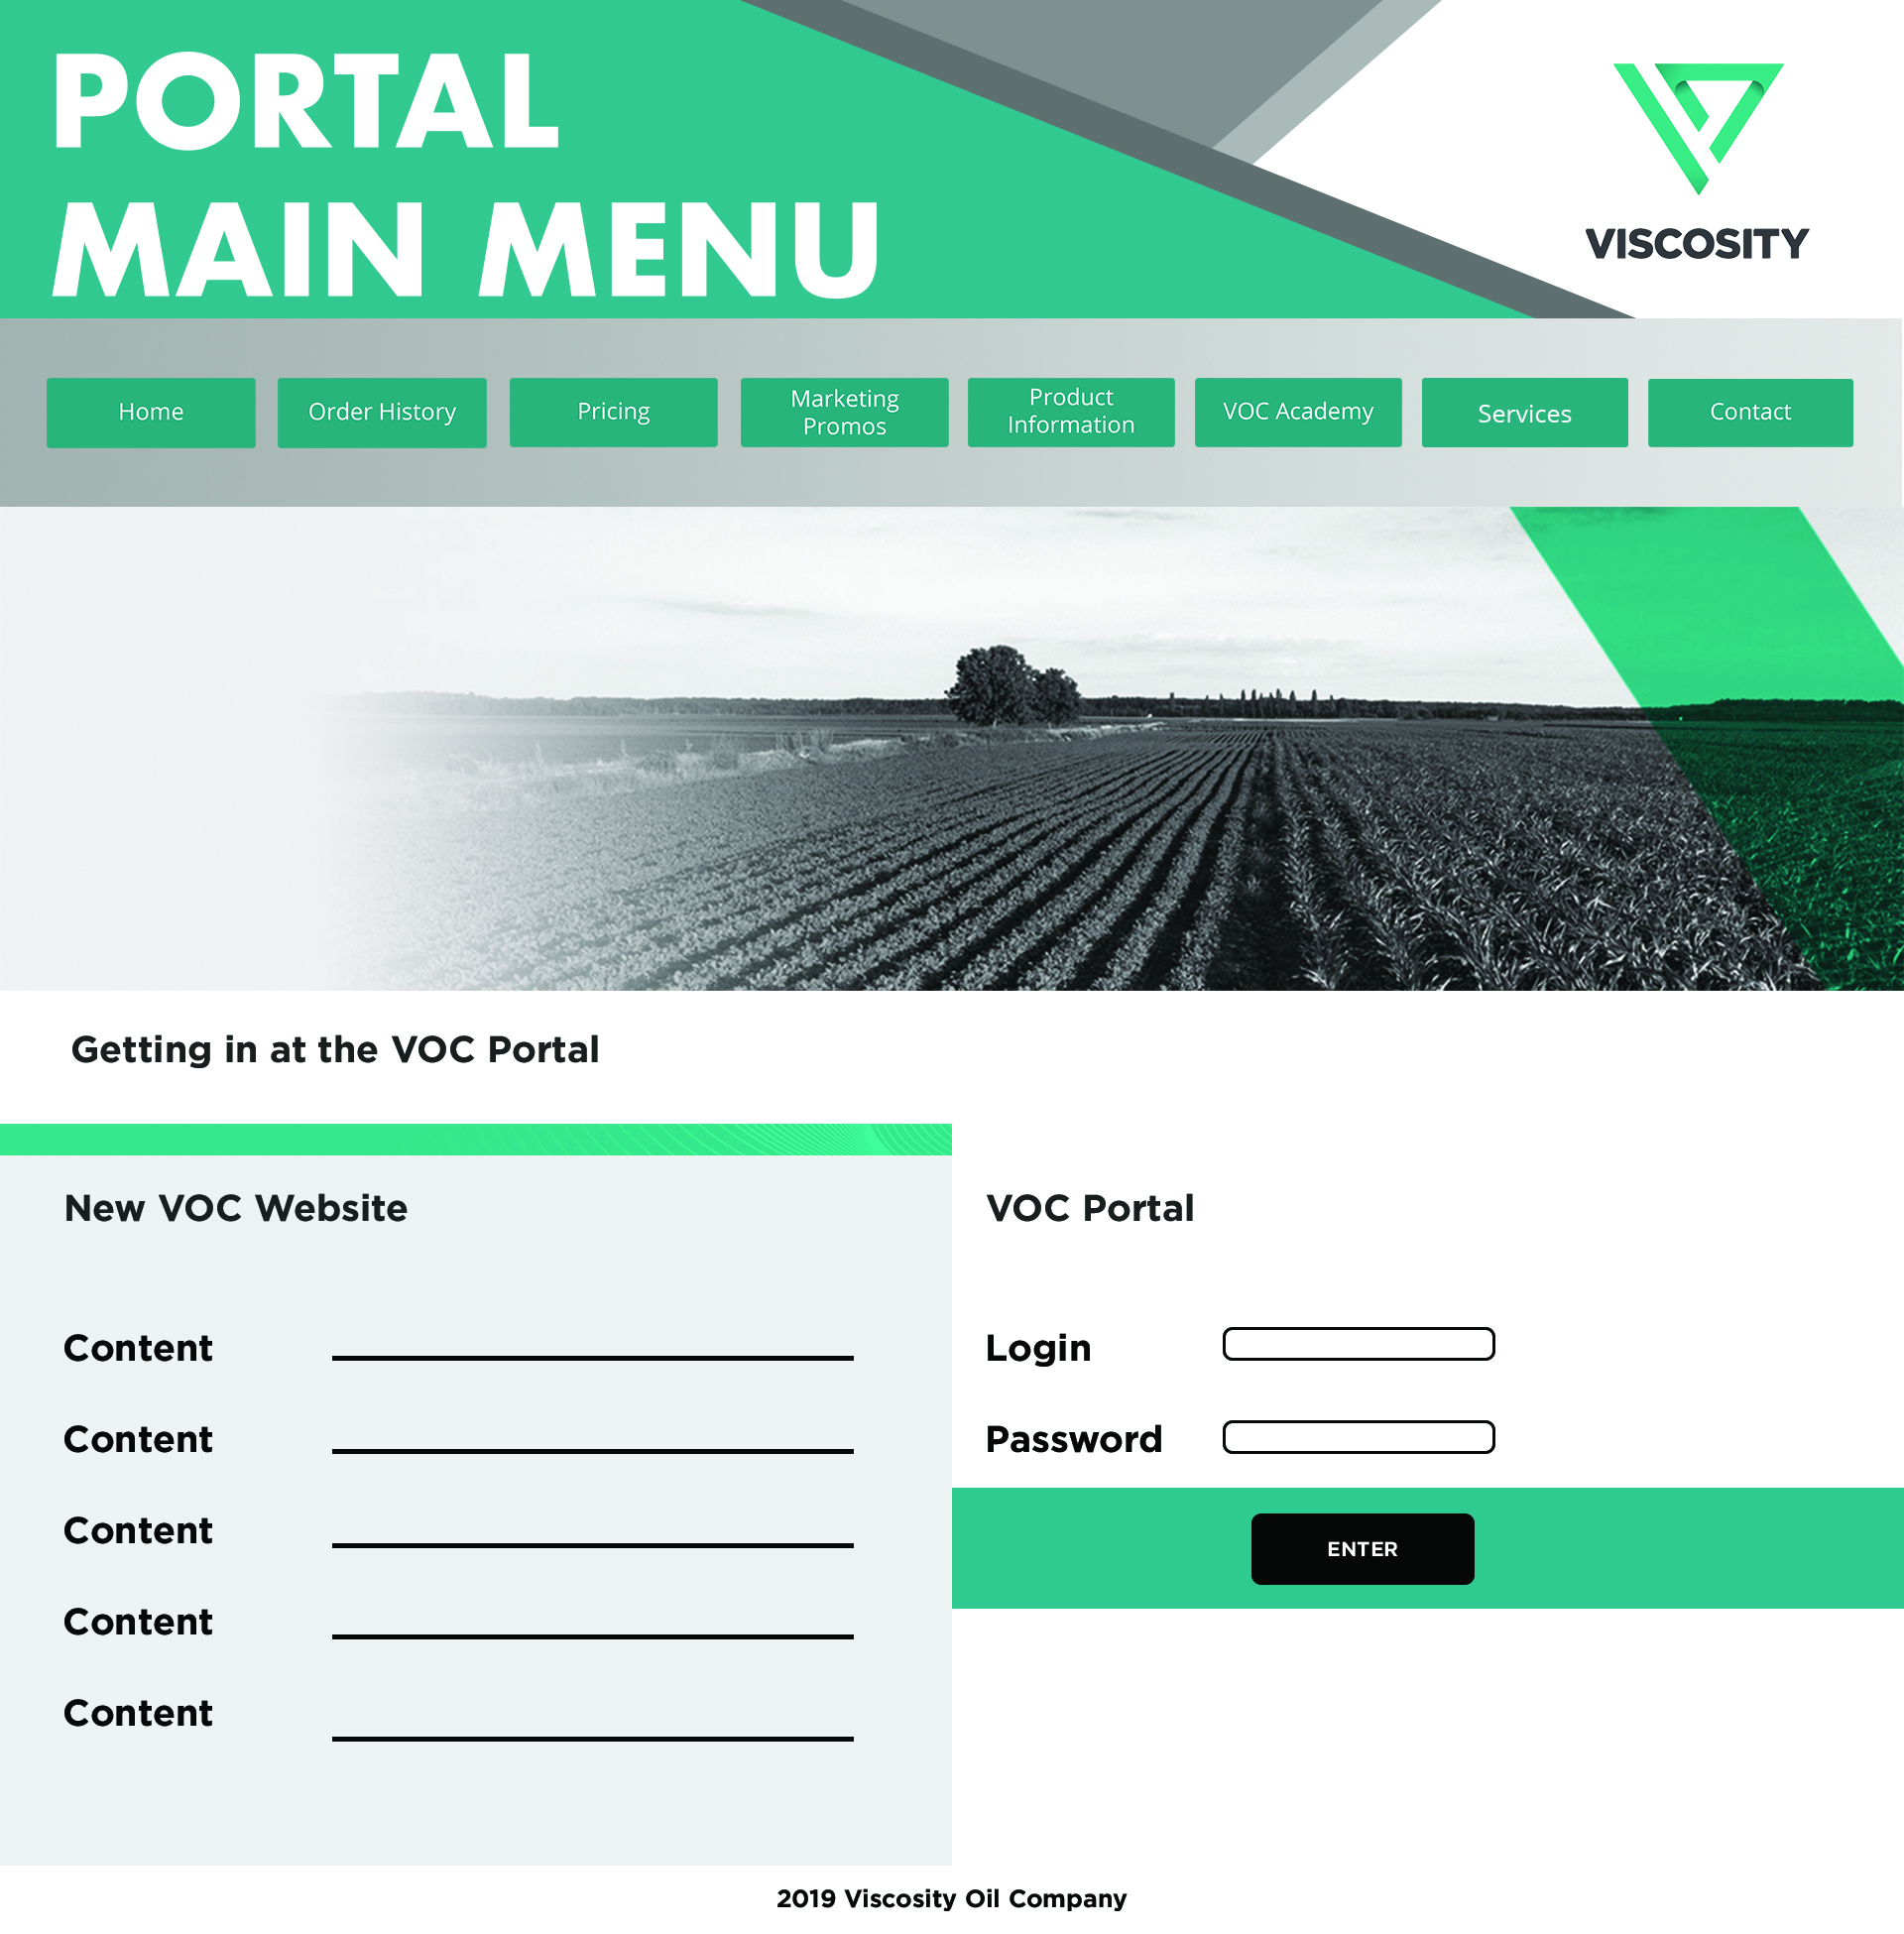 PORTAL
MAIN MENU
VISCOSITY
Home
Order History
Pricing
Marketing
Promos
Product
Information
VOC Academy
Services
Contact
Getting in at the VOC Portal
New VOC Website
Content
Content
Content
Content
Content
VOC Portal
Login
Password
ENTER
2019 Viscosity Oil Company